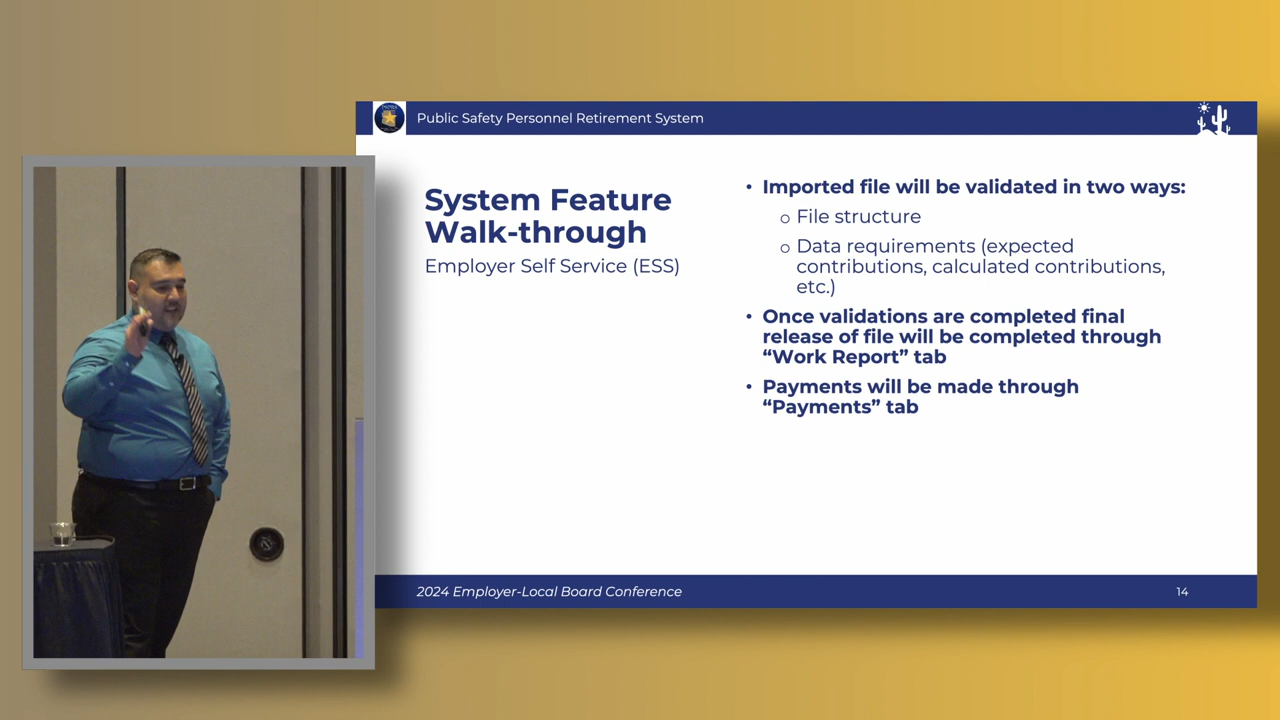 Public Safety Personnel Retirement System
System Feature
Walk-through
Employer Self Service (ESS)
• Imported file will be validated in two ways:
o File structure
o Data requirements (expected
contributions, calculated contributions,
etc.)
• Once validations are completed final
release of file will be completed through
“Work Report” tab
• Payments will be made through
“Payments” tab
2024 Employer-Local Board Conference
14